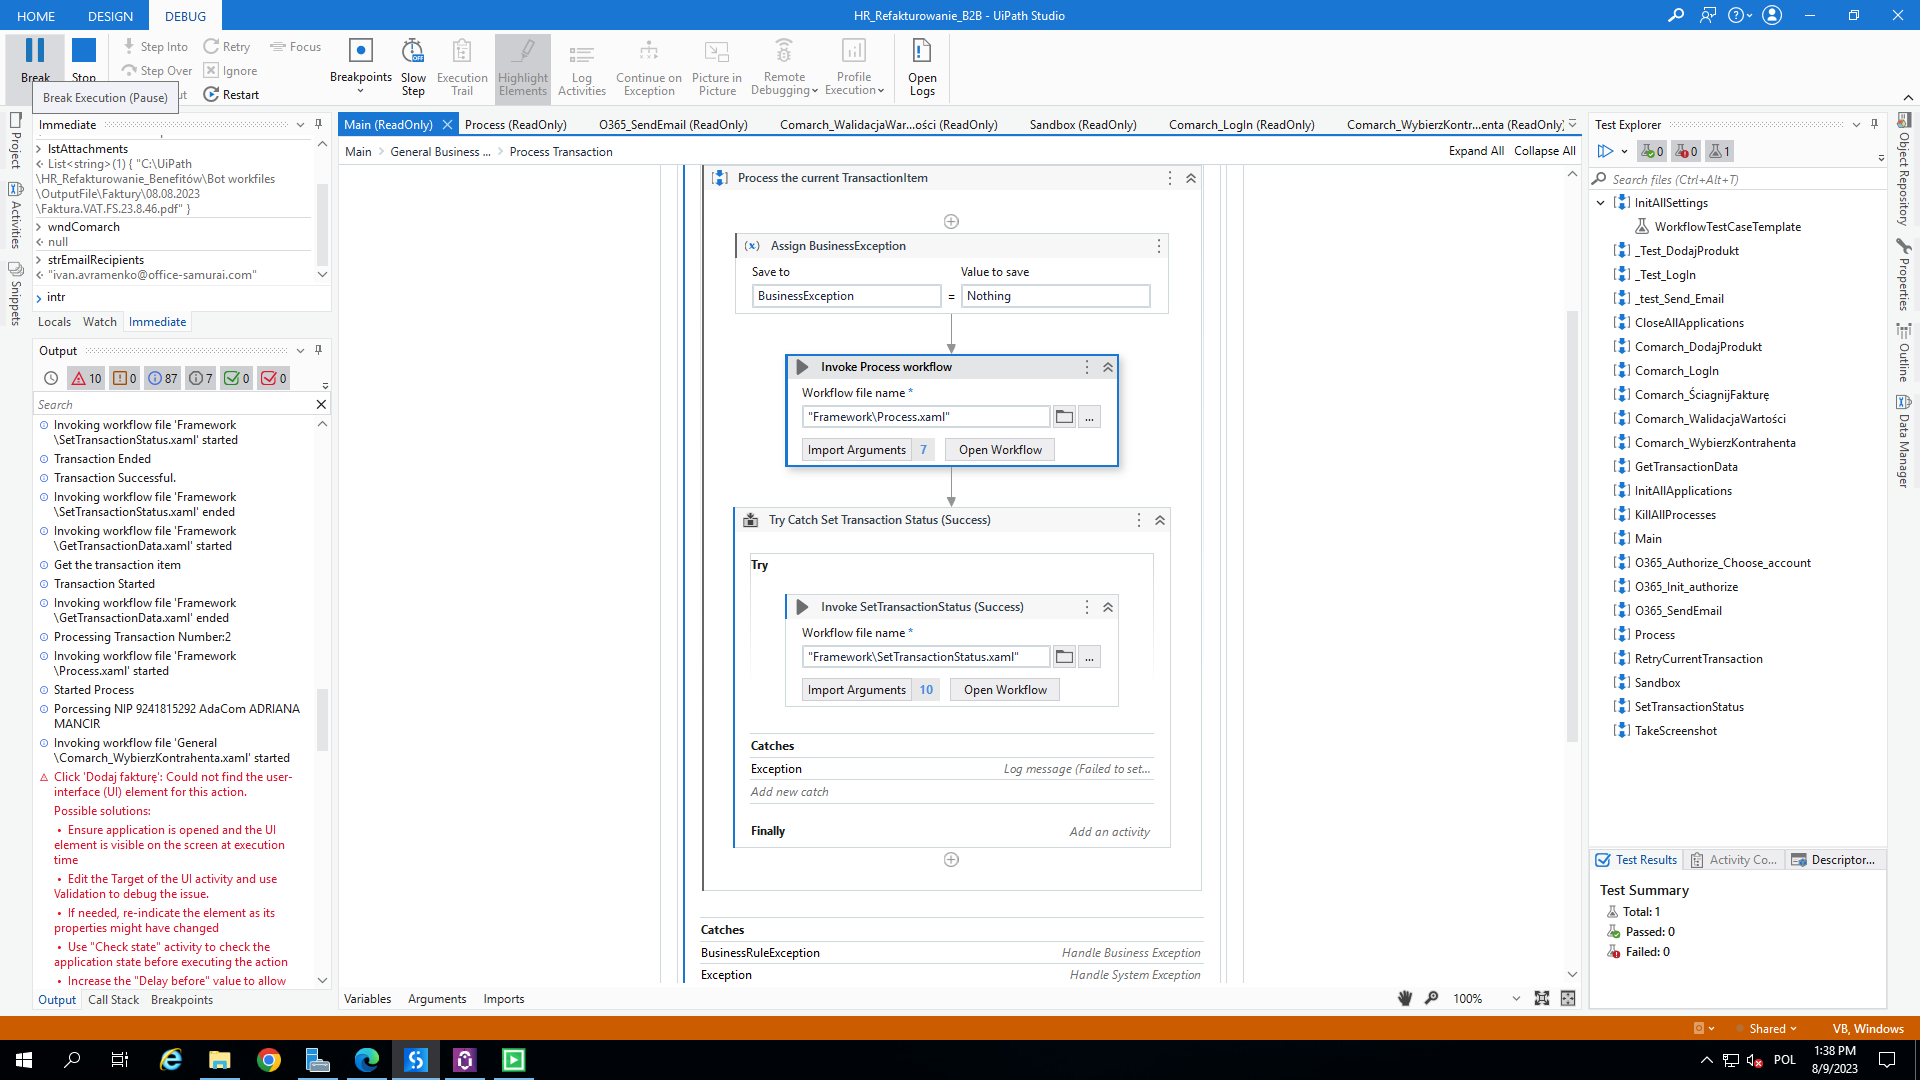 HOME DESIGN DEBUG
HR_Refakturowanie_B2B - UiPath Studio
Break
Stop
Step Into
Step Over
Retry
Ignore
Restart
Focus
Breakpoints
Slow Step
Execution Trail
Highlight Elements
Log Activities
Continue on Exception
Picture in Picture
Remote Debugging
Profile Execution
Open Logs
Break Execution (Pause)
Project
Activities
Snippets
Immediate
lstAttachments
List<string>(1) { "C:\UiPath
\HR_Refakturowanie_Benefitów\Bot workfiles
\OutputFile\Faktury\08.08.2023
\Faktura.VAT.FS.23.8.46.pdf" }
wndComarch
null
strEmailRecipients
"ivan.avramenko@office-samurai.com"
intr
Locals Watch Immediate
Output
10 0 87 7 0 0
Search
Invoking workflow file 'Framework
\SetTransactionStatus.xaml' started
Transaction Ended
Transaction Successful.
Invoking workflow file 'Framework
\SetTransactionStatus.xaml' ended
Invoking workflow file 'Framework
\GetTransactionData.xaml' started
Get the transaction item
Transaction Started
Invoking workflow file 'Framework
\GetTransactionData.xaml' ended
Processing Transaction Number:2
Invoking workflow file 'Framework
\Process.xaml' started
Started Process
Porcessing NIP 9241815292 AdaCom ADRIANA
MANCIR
Invoking workflow file 'General
\Comarch_WybierzKontrahenta.xaml' started
Click 'Dodaj fakturę': Could not find the user-
interface (UI) element for this action.
Possible solutions:
• Ensure application is opened and the UI
element is visible on the screen at execution
time
• Edit the Target of the UI activity and use
Validation to debug the issue.
• If needed, re-indicate the element as its
properties might have changed
• Use "Check state" activity to check the
application state before executing the action
• Increase the "Delay before" value to allow
Output Call Stack Breakpoints
Main (ReadOnly) Process (ReadOnly) O365_SendEmail (ReadOnly) Comarch_WalidacjaWar...ości (ReadOnly) Sandbox (ReadOnly) Comarch_LogIn (ReadOnly) Comarch_WybierzKontr...enta (ReadOnly)
Main General Business ... Process Transaction
Expand All Collapse All
Process the current TransactionItem
Assign BusinessException
Save to Value to save
BusinessException = Nothing
Invoke Process workflow
Workflow file name *
"Framework\Process.xaml" ...
Import Arguments 7 Open Workflow
Try Catch Set Transaction Status (Success)
Try
Invoke SetTransactionStatus (Success)
Workflow file name *
"Framework\SetTransactionStatus.xaml" ...
Import Arguments 10 Open Workflow
Catches
Exception Log message (Failed to set...
Add new catch
Finally Add an activity
Catches
BusinessRuleException Handle Business Exception
Exception Handle System Exception
Variables Arguments Imports
100%
Test Explorer
0 0 1
Search files (Ctrl+Alt+T)
InitAllSettings
WorkflowTestCaseTemplate
_Test_DodajProdukt
_Test_LogIn
_test_Send_Email
CloseAllApplications
Comarch_DodajProdukt
Comarch_LogIn
Comarch_ŚciagnijFakturę
Comarch_WalidacjaWartości
Comarch_WybierzKontrahenta
GetTransactionData
InitAllApplications
KillAllProcesses
Main
O365_Authorize_Choose_account
O365_Init_authorize
O365_SendEmail
Process
RetryCurrentTransaction
Sandbox
SetTransactionStatus
TakeScreenshot
Test Results Activity Co... Descriptor...
Test Summary
Total: 1
Passed: 0
Failed: 0
Object Repository
Properties
Outline
Data Manager
Shared VB, Windows
POL
1:38 PM
8/9/2023